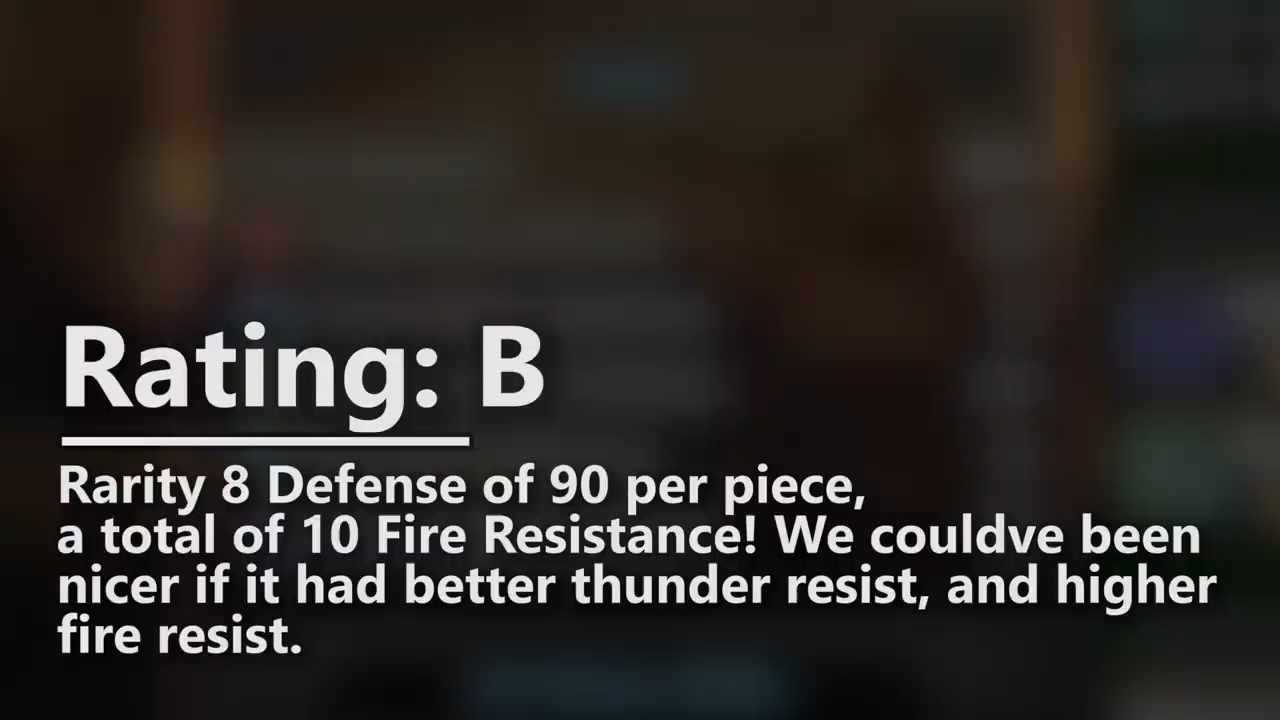 Rating: B
Rarity 8 Defense of 90 per piece,
a total of 10 Fire Resistance! We couldve been
nicer if it had better thunder resist, and higher
fire resist.